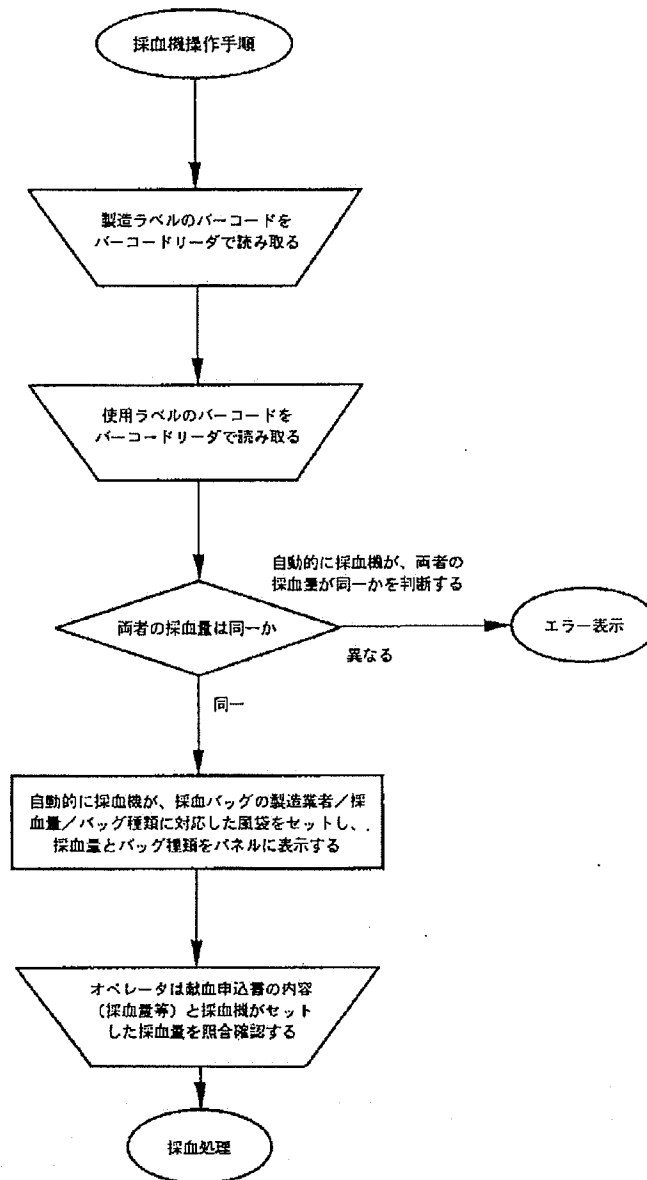 採血機操作手順
製造ラベルのバーコードを
バーコードリーダで読み取る
使用ラベルのバーコードを
バーコードリーダで読み取る
自動的に採血機が、両者の
採血量が同一かを判断する
両者の採血量は同一か
エラー表示
異なる
同一
自動的に採血機が、採血バッグの製造業者／採
血量／バッグ種類に対応した風袋をセットし、
採血量とバッグ種類をパネルに表示する
オペレータは献血申込書の内容
（採血量等）と採血機がセット
した採血量を照合確認する
採血処理